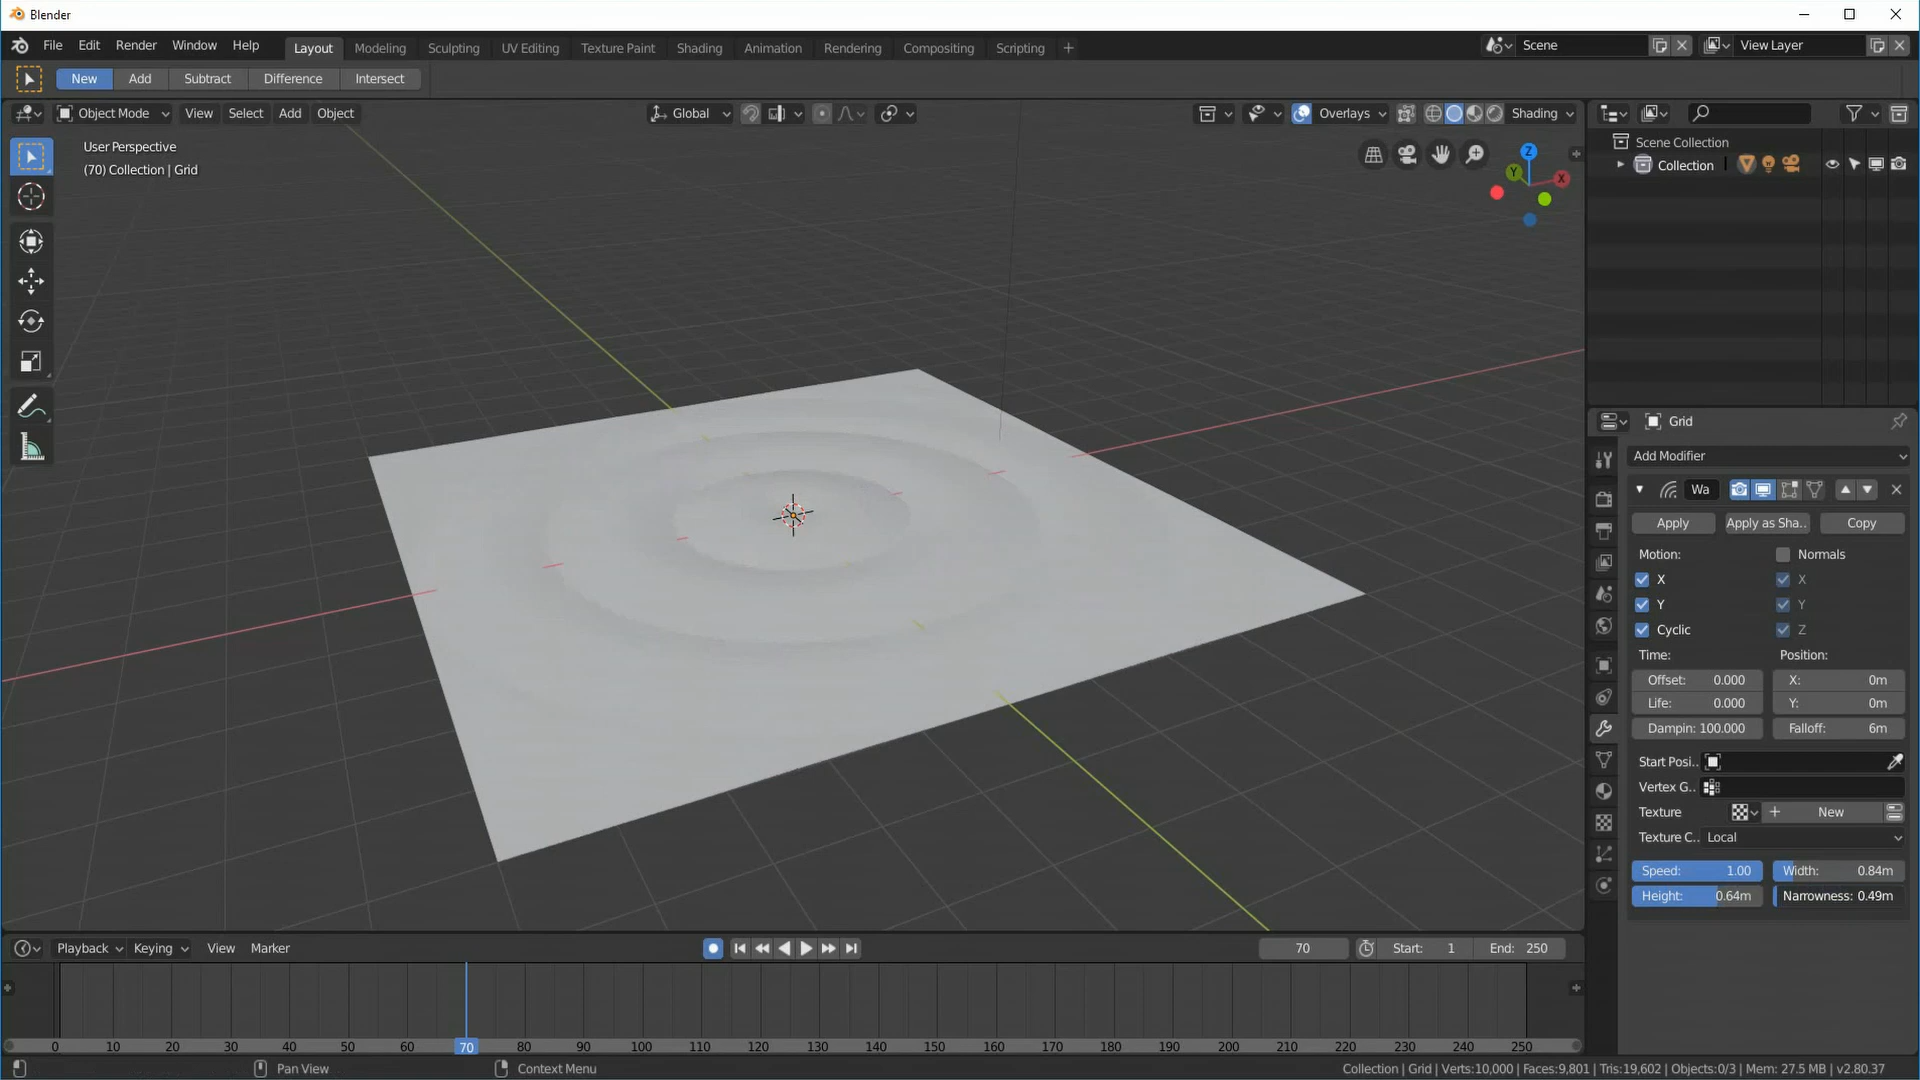 Blender
File Edit Render Window Help Layout Modeling Sculpting UV Editing Texture Paint Shading Animation Rendering Compositing Scripting + Scene View Layer
New Add Subtract Difference Intersect
Object Mode View Select Add Object Global Overlays Shading
User Perspective
(70) Collection | Grid
Z
Y
X
Scene Collection
Collection
Grid
Add Modifier
Wa
Apply Apply as Sha.. Copy
Motion: Normals
X X
Y Y
Cyclic Z
Time: Position:
Offset: 0.000 X: 0m
Life: 0.000 Y: 0m
Dampin: 100.000 Falloff: 6m
Start Posi..
Vertex G..
Texture + New
Texture C.. Local
Speed: 1.00 Width: 0.84m
Height: 0.64m Narrowness: 0.49m
Playback Keying View Marker 70 Start: 1 End: 250
0 10 20 30 40 50 60 70 80 90 100 110 120 130 140 150 160 170 180 190 200 210 220 230 240 250
Pan View Context Menu Collection | Grid | Verts:10,000 | Faces:9,801 | Tris:19,602 | Objects:0/3 | Mem: 27.5 MB | v2.80.37